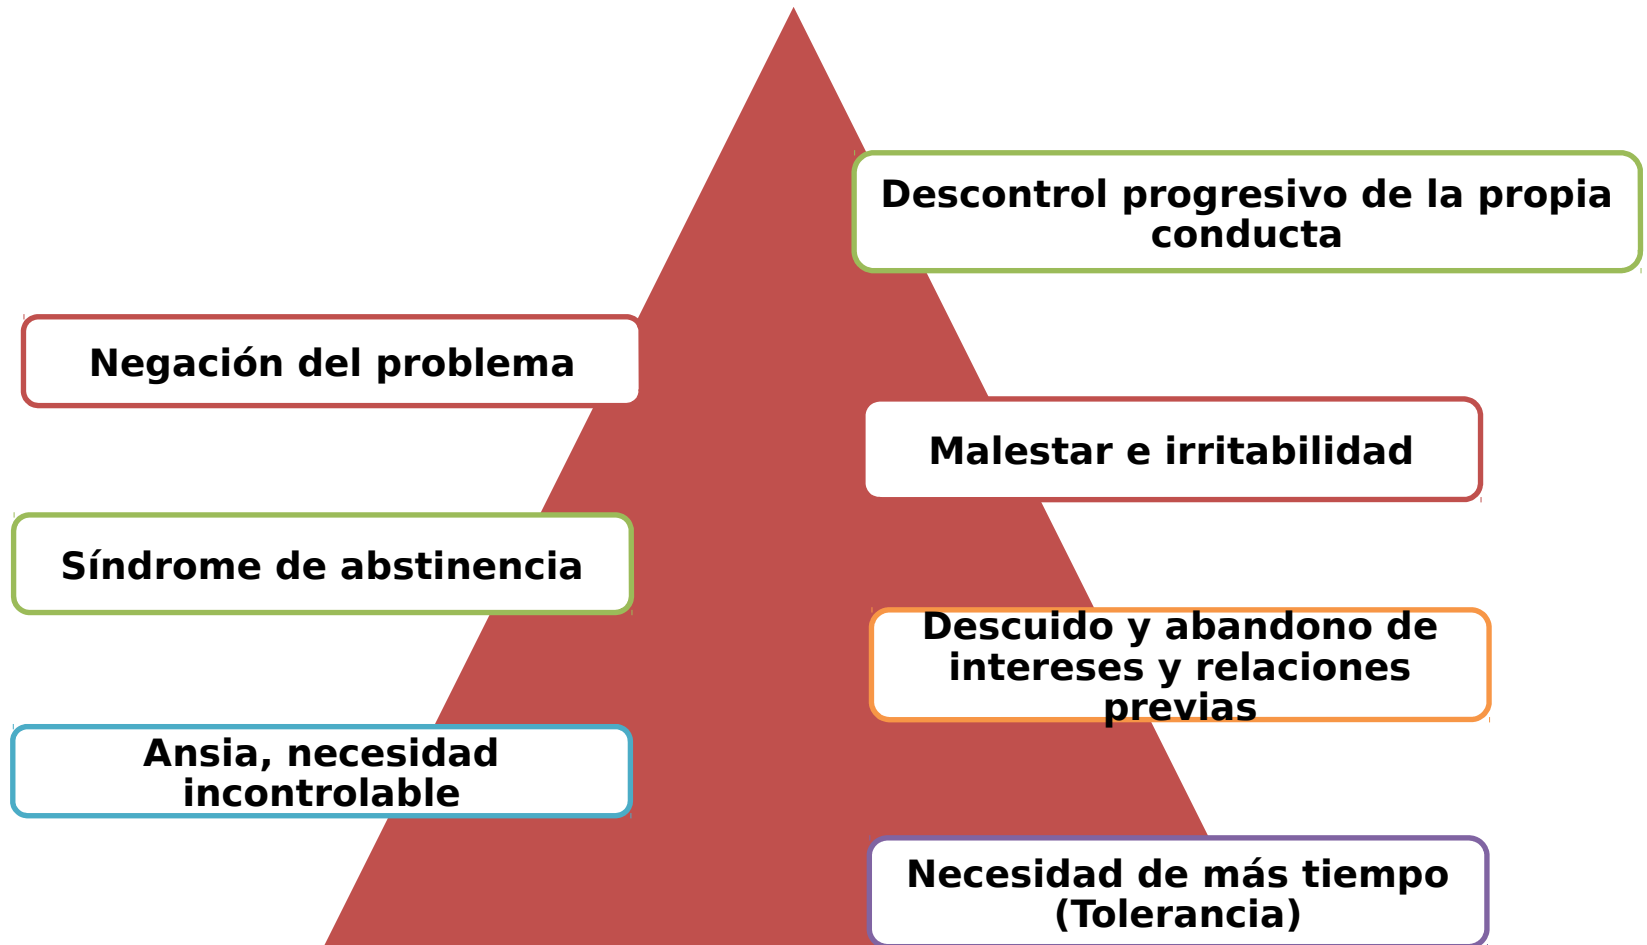 Descontrol progresivo de la propia
conducta
Negación del problema
Malestar e irritabilidad
Síndrome de abstinencia
Descuido y abandono de
intereses y relaciones
previas
Ansia, necesidad
incontrolable
Necesidad de más tiempo
(Tolerancia)